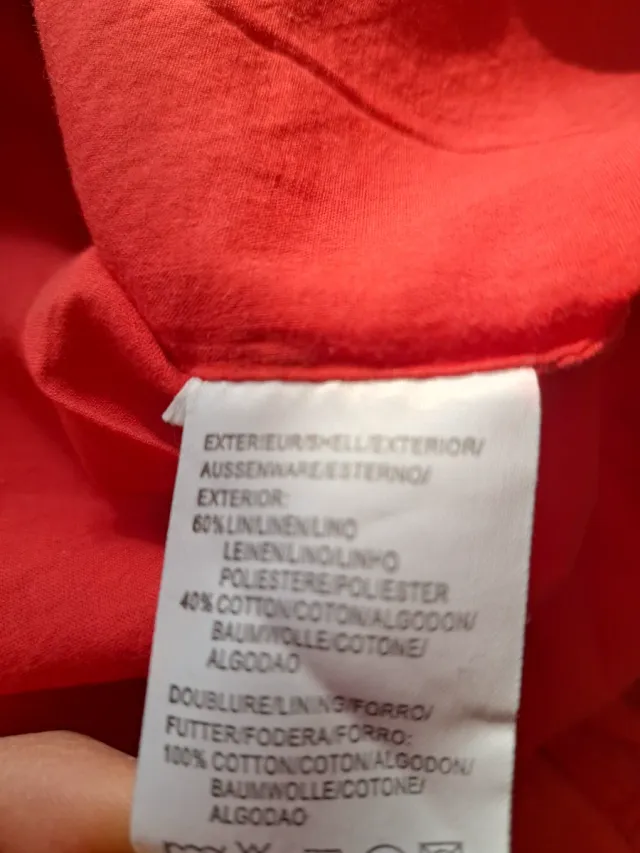 EXTERIEUR/SHELL/EXTERIOR/
AUSSENWARE/ESTERNO/
EXTERIOR:
60% LIN/LINEN/LINO
LEINEN/LINO/LINHO
POLIESTERE/POLIESTER
40% COTTON/COTON/ALGODON/
BAUMWOLLE/COTONE/
ALGODAO
DOUBLURE/LINING/FORRO/
FUTTER/FODERA/FORRO:
100% COTTON/COTON/ALGODON/
BAUMWOLLE/COTONE/
ALGODAO